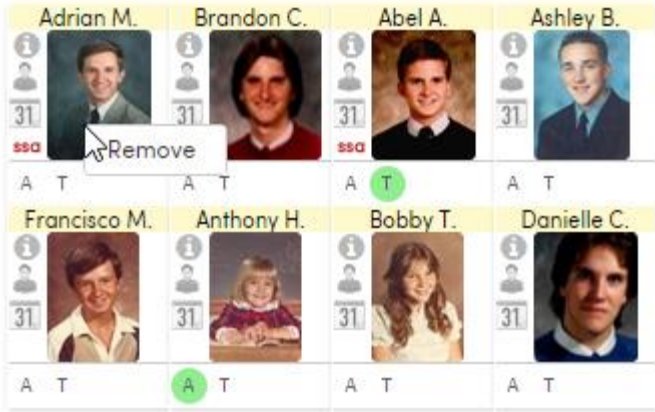 Adrian M. Brandon C. Abel A. Ashley B.
31 31 31 31
ssa Remove ssa
A T A T A T A T
Francisco M. Anthony H. Bobby T. Danielle C.
31 31 31 31
A T A T A T A T